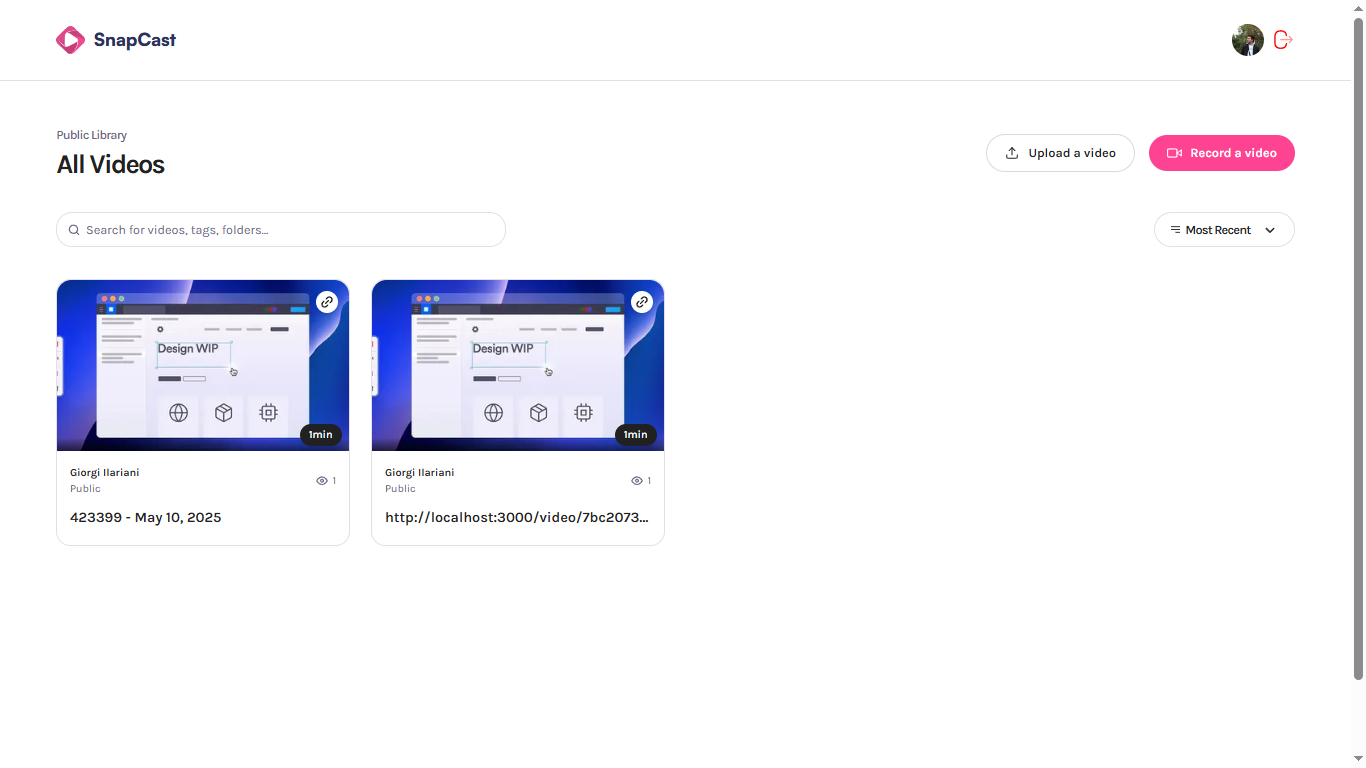 SnapCast
Public Library
All Videos
Upload a video
Record a video
Search for videos, tags, folders...
Most Recent
Design WIP
1min
Giorgi Ilariani
Public
1
423399 - May 10, 2025
Design WIP
1min
Giorgi Ilariani
Public
1
http://localhost:3000/video/7bc2073...